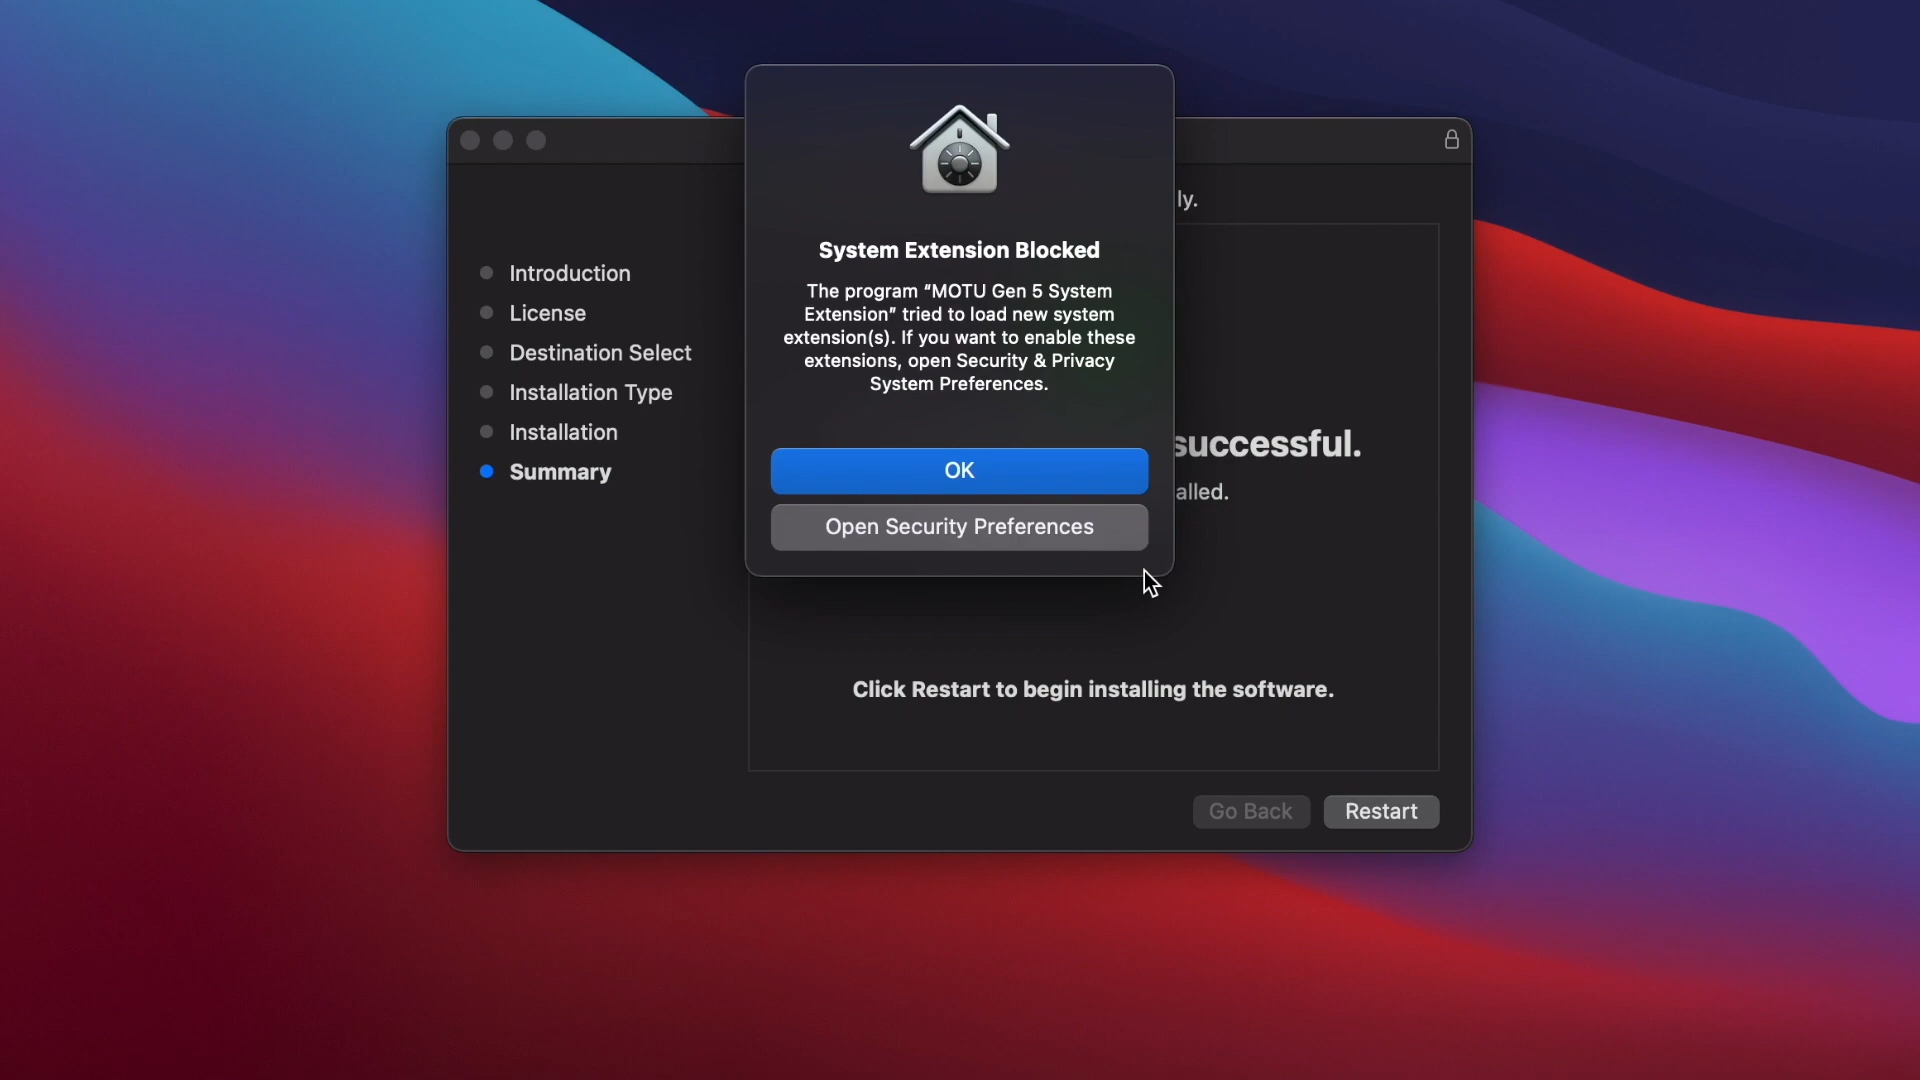 System Extension Blocked
The program “MOTU Gen 5 System
Extension” tried to load new system
extension(s). If you want to enable these
extensions, open Security & Privacy
System Preferences.
OK
Open Security Preferences
ly.
Introduction
License
Destination Select
Installation Type
Installation
Summary
successful.
alled.
Click Restart to begin installing the software.
Go Back
Restart